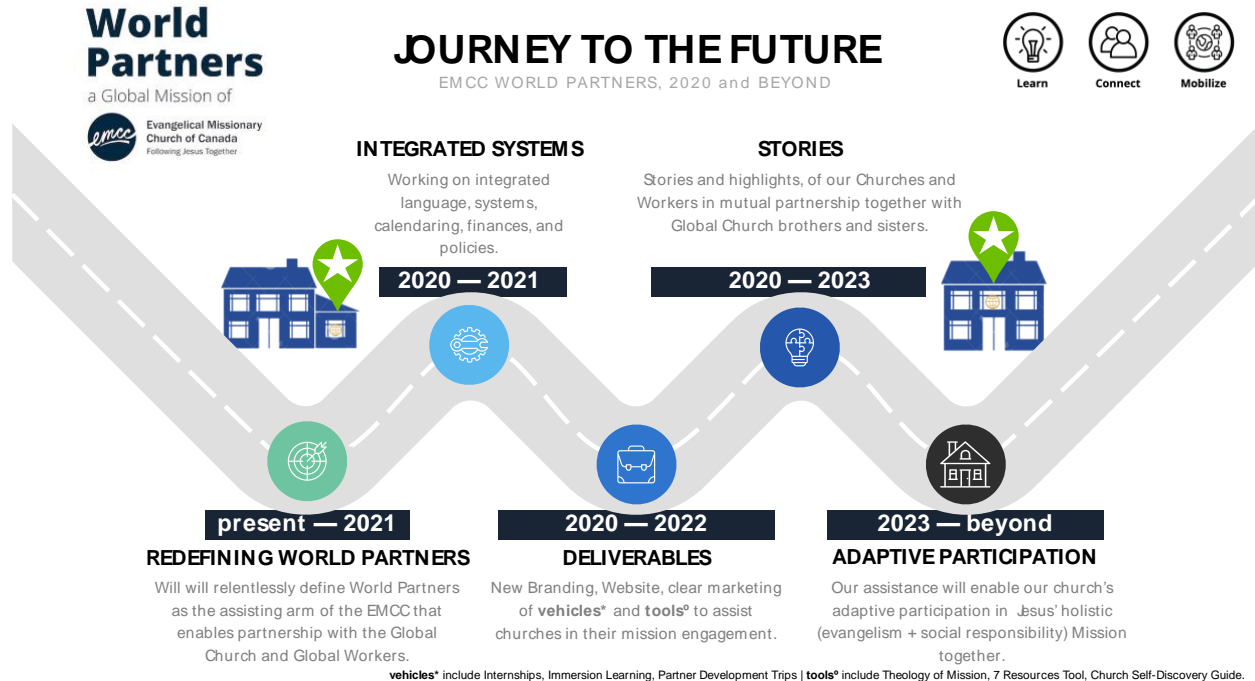 World
Partners
a Global Mission of
emcc
Evangelical Missionary
Church of Canada
Following Jesus Together
JOURNEY TO THE FUTURE
EMCC WORLD PARTNERS, 2020 and BEYOND
Learn
Connect
Mobilize
INTEGRATED SYSTEMS
Working on integrated
language, systems,
calendaring, finances, and
policies.
2020 — 2021
STORIES
Stories and highlights, of our Churches and
Workers in mutual partnership together with
Global Church brothers and sisters.
2020 — 2023
present — 2021
REDEFINING WORLD PARTNERS
Will will relentlessly define World Partners
as the assisting arm of the EMCC that
enables partnership with the Global
Church and Global Workers.
2020 — 2022
DELIVERABLES
New Branding, Website, clear marketing
of vehicles* and toolsº to assist
churches in their mission engagement.
2023 — beyond
ADAPTIVE PARTICIPATION
Our assistance will enable our church's
adaptive participation in Jesus' holistic
(evangelism + social responsibility) Mission
together.
vehicles* include Internships, Immersion Learning, Partner Development Trips | toolsº include Theology of Mission, 7 Resources Tool, Church Self-Discovery Guide.